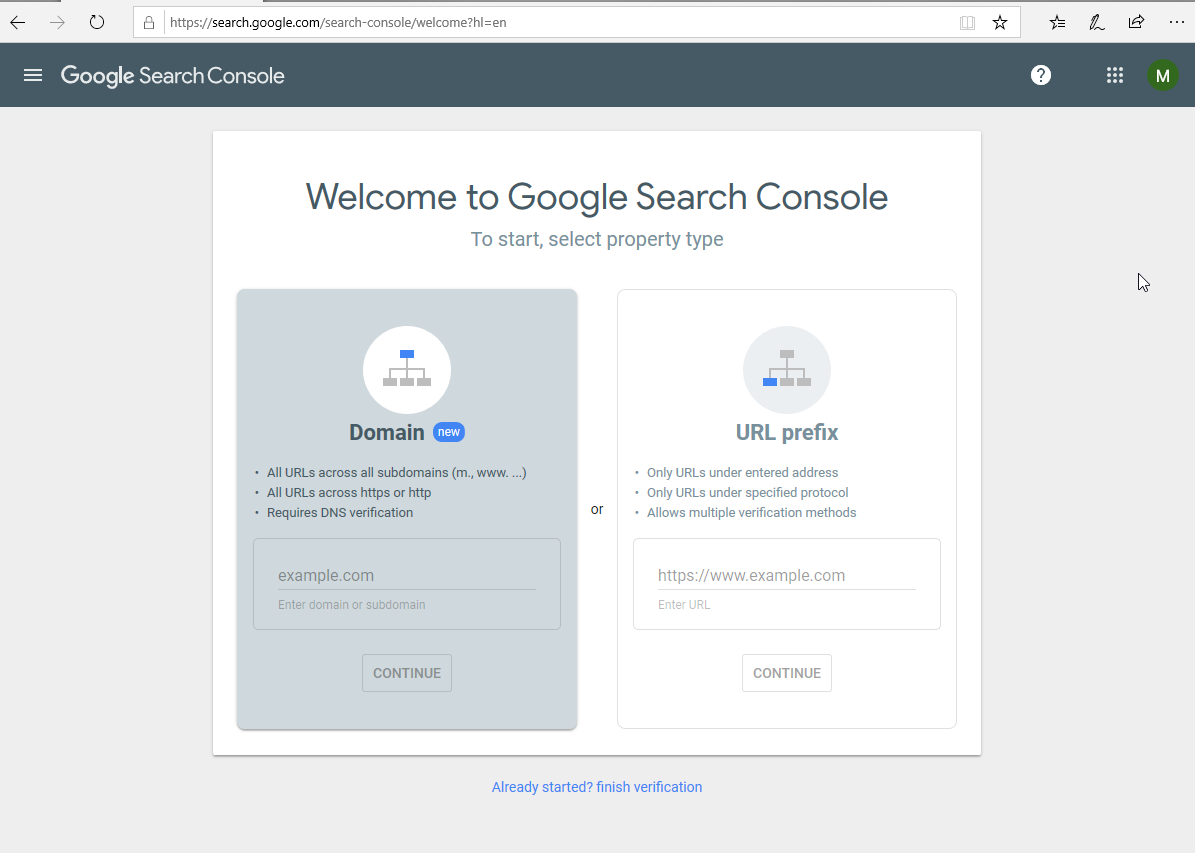 https://search.google.com/search-console/welcome?hl=en
Google Search Console
?
M
Welcome to Google Search Console
To start, select property type
Domain new
• All URLs across all subdomains (m., www. ...)
• All URLs across https or http
• Requires DNS verification
example.com
Enter domain or subdomain
CONTINUE
or
URL prefix
• Only URLs under entered address
• Only URLs under specified protocol
• Allows multiple verification methods
https://www.example.com
Enter URL
CONTINUE
Already started? finish verification